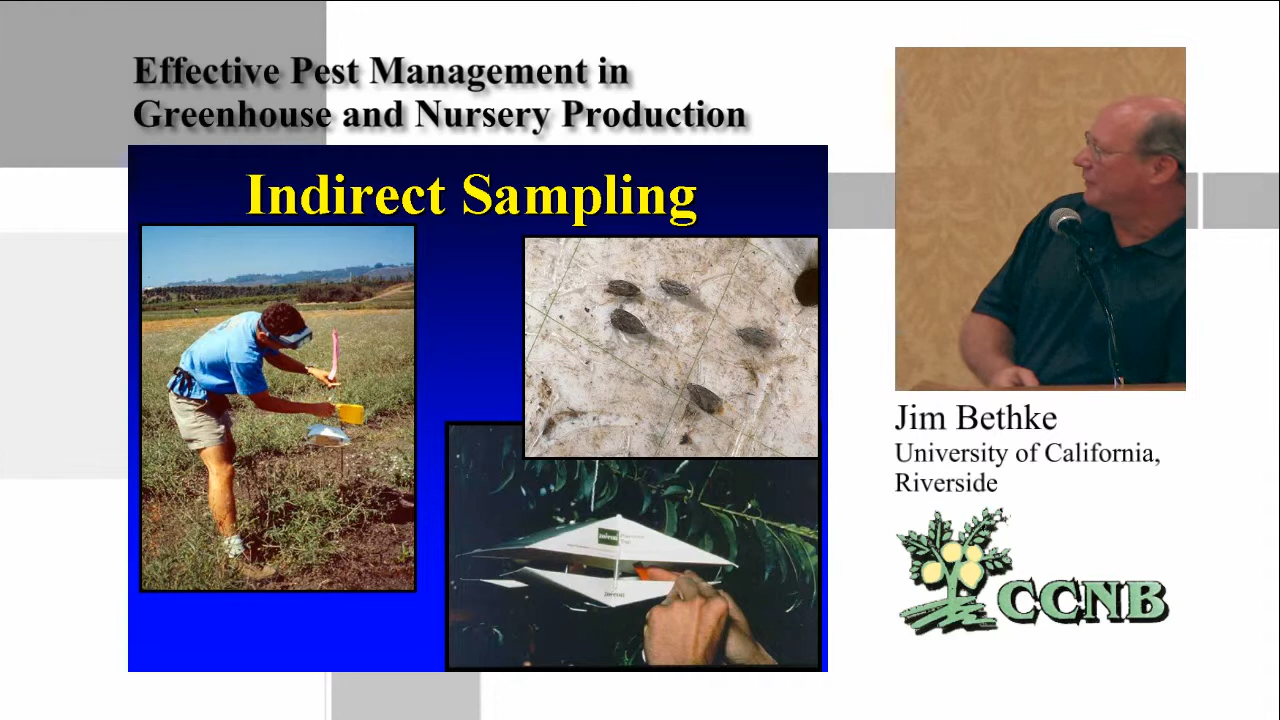 Effective Pest Management in
Greenhouse and Nursery Production
Indirect Sampling
Jim Bethke
University of California,
Riverside
CCNB